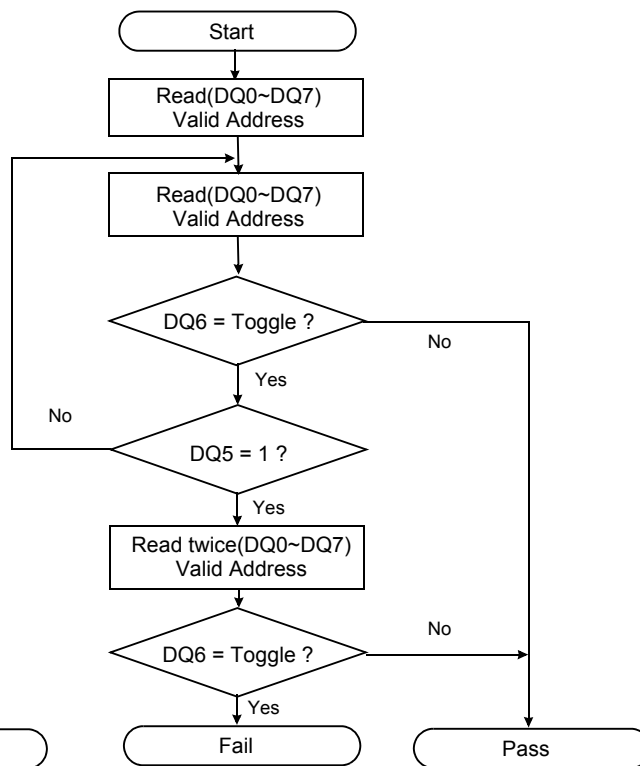 Start
Read(DQ0~DQ7)
Valid Address
Read(DQ0~DQ7)
Valid Address
DQ6 = Toggle ?
No
Yes
No
DQ5 = 1 ?
Yes
Read twice(DQ0~DQ7)
Valid Address
No
DQ6 = Toggle ?
Yes
Fail
Pass